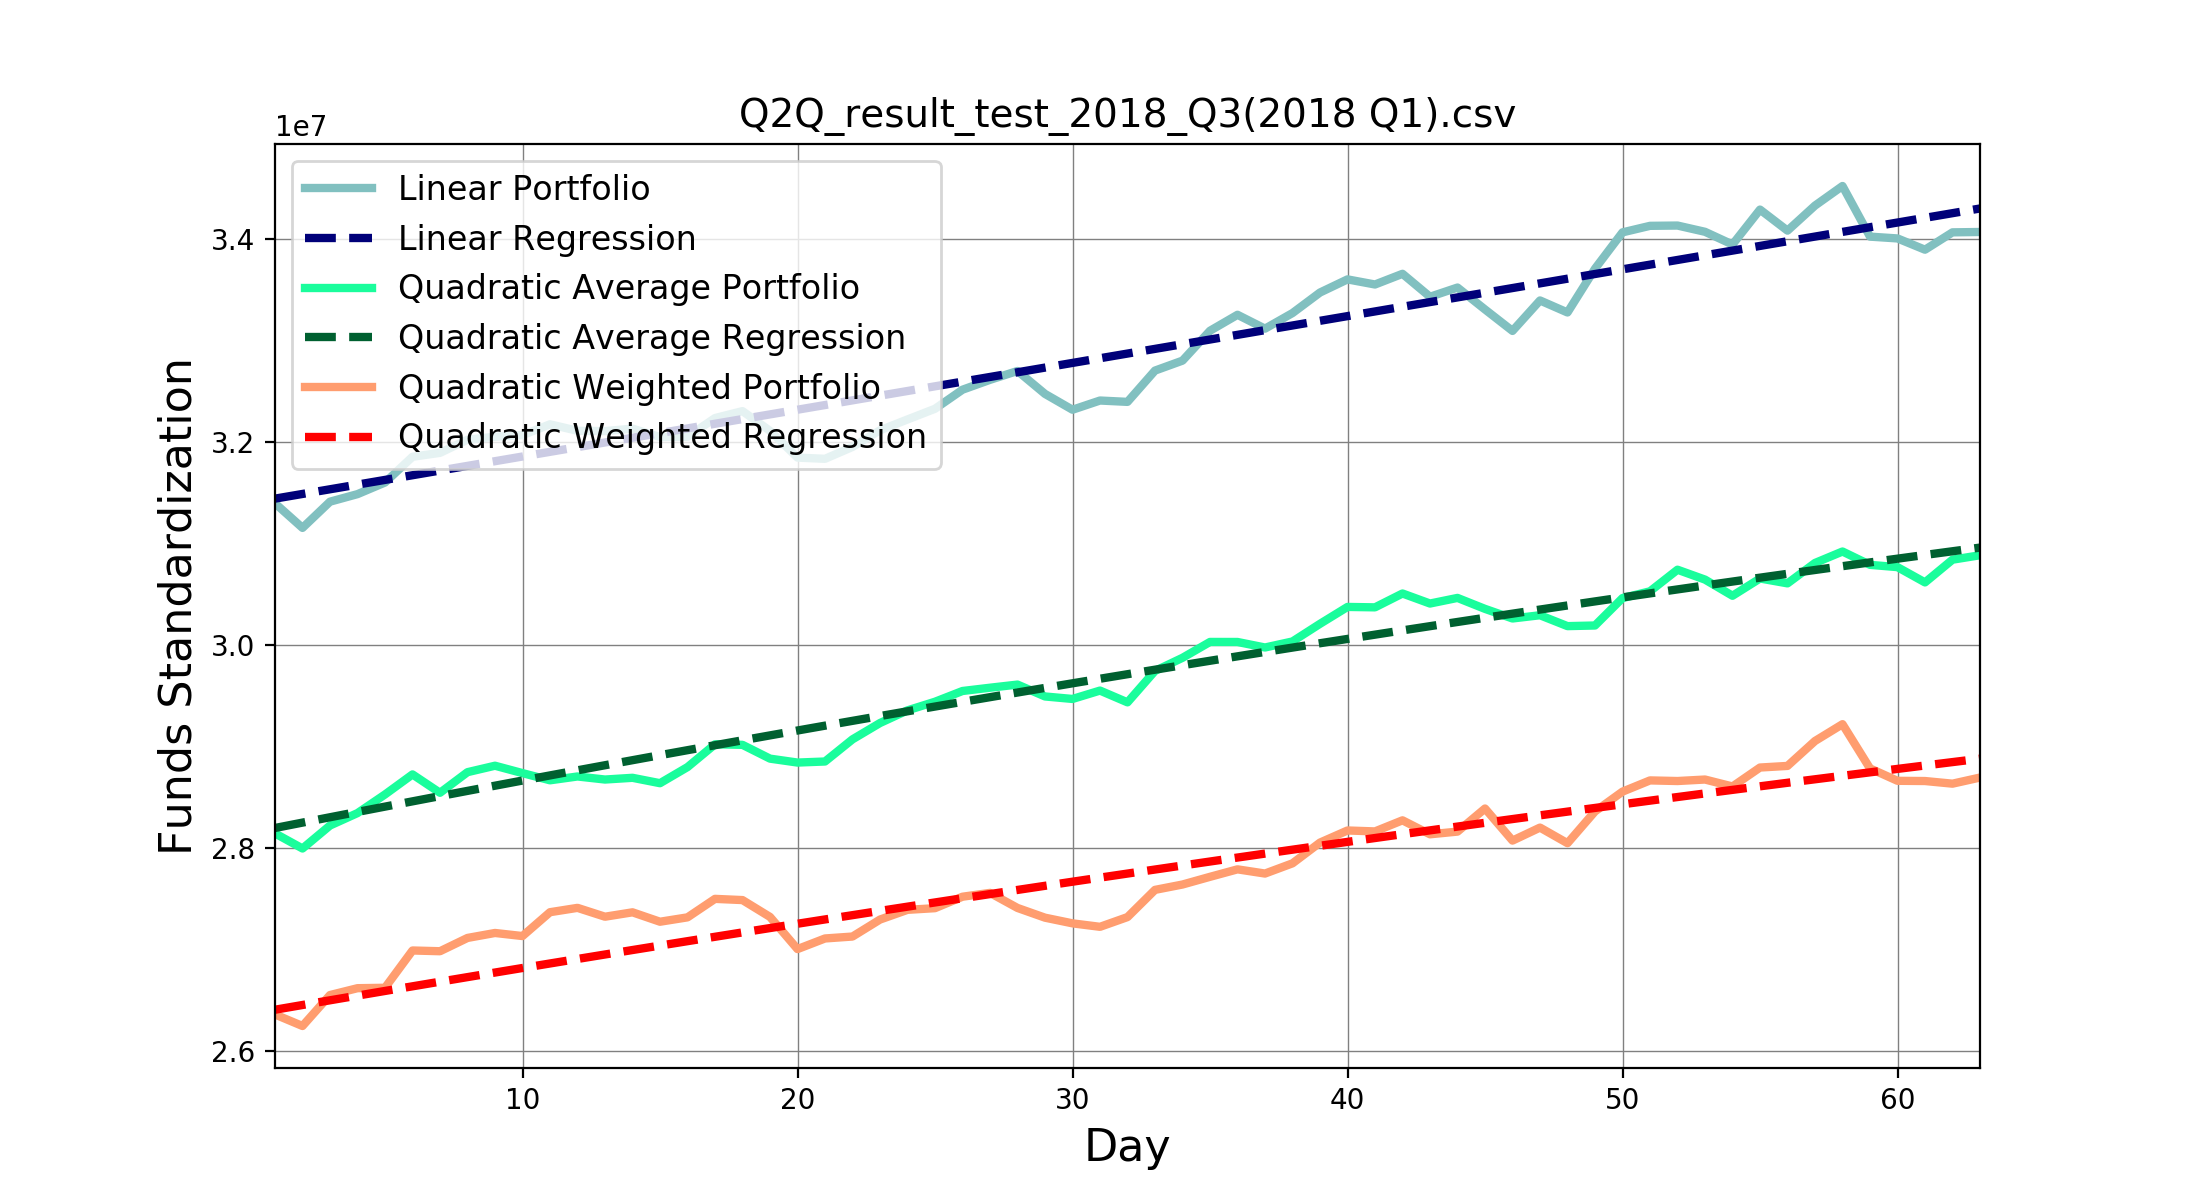 Q2Q_result_test_2018_Q3(2018 Q1).csv
1e7
Linear Portfolio
Linear Regression
Quadratic Average Portfolio
Quadratic Average Regression
Quadratic Weighted Portfolio
Quadratic Weighted Regression
Funds Standardization
3.4
3.2
3.0
2.8
2.6
10 20 30 40 50 60
Day